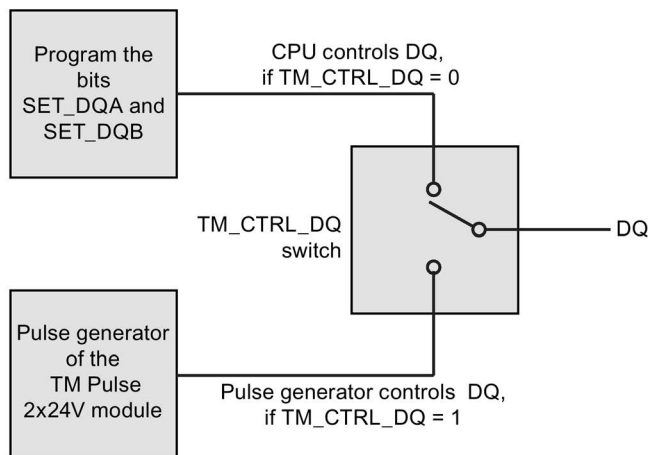 Program the
bits
SET_DQA and
SET_DQB
CPU controls DQ,
if TM_CTRL_DQ = 0
TM_CTRL_DQ
switch
DQ
Pulse generator
of the
TM Pulse
2x24V module
Pulse generator controls DQ,
if TM_CTRL_DQ = 1